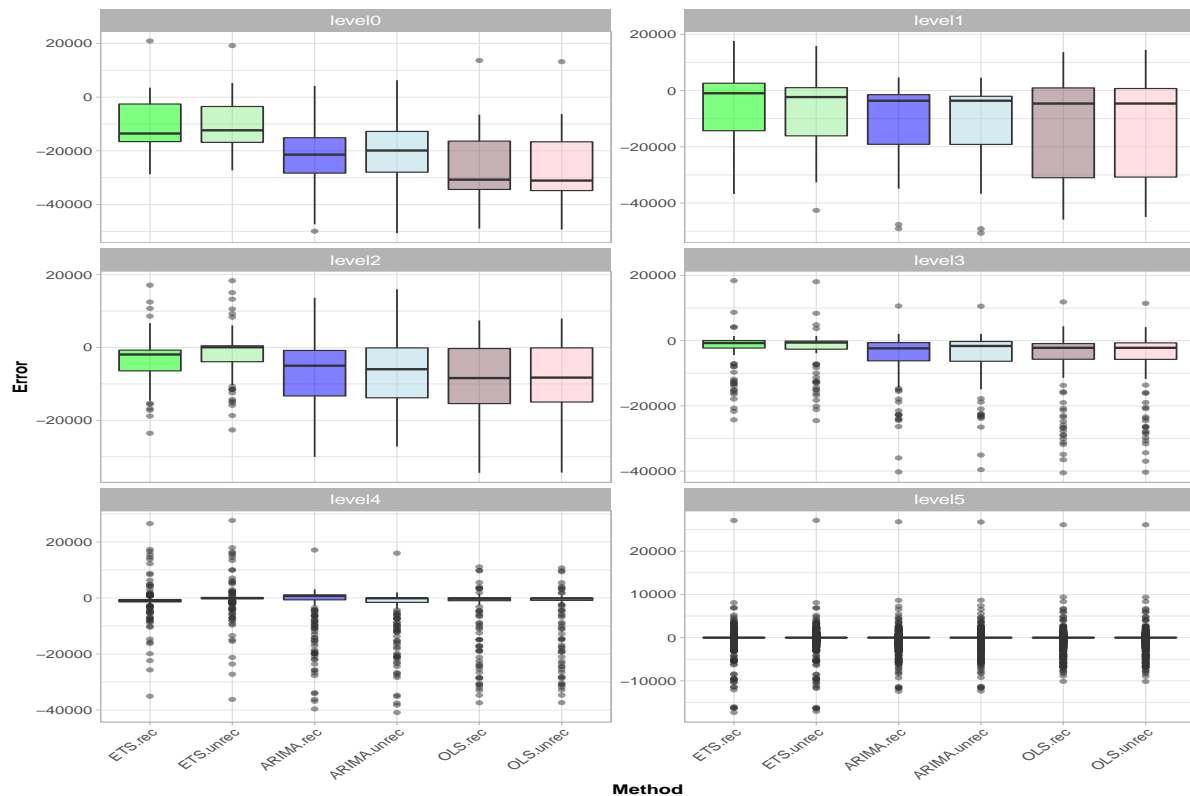 level0
level1
20000
0
−20000
−40000
20000
0
−20000
−40000
level2
level3
20000
0
−20000
20000
0
−20000
−40000
level4
level5
20000
0
−20000
−40000
20000
10000
0
−10000
Error
ETS.rec
ETS.unrec
ARIMA.rec
ARIMA.unrec
OLS.rec
OLS.unrec
ETS.rec
ETS.unrec
ARIMA.rec
ARIMA.unrec
OLS.rec
OLS.unrec
Method